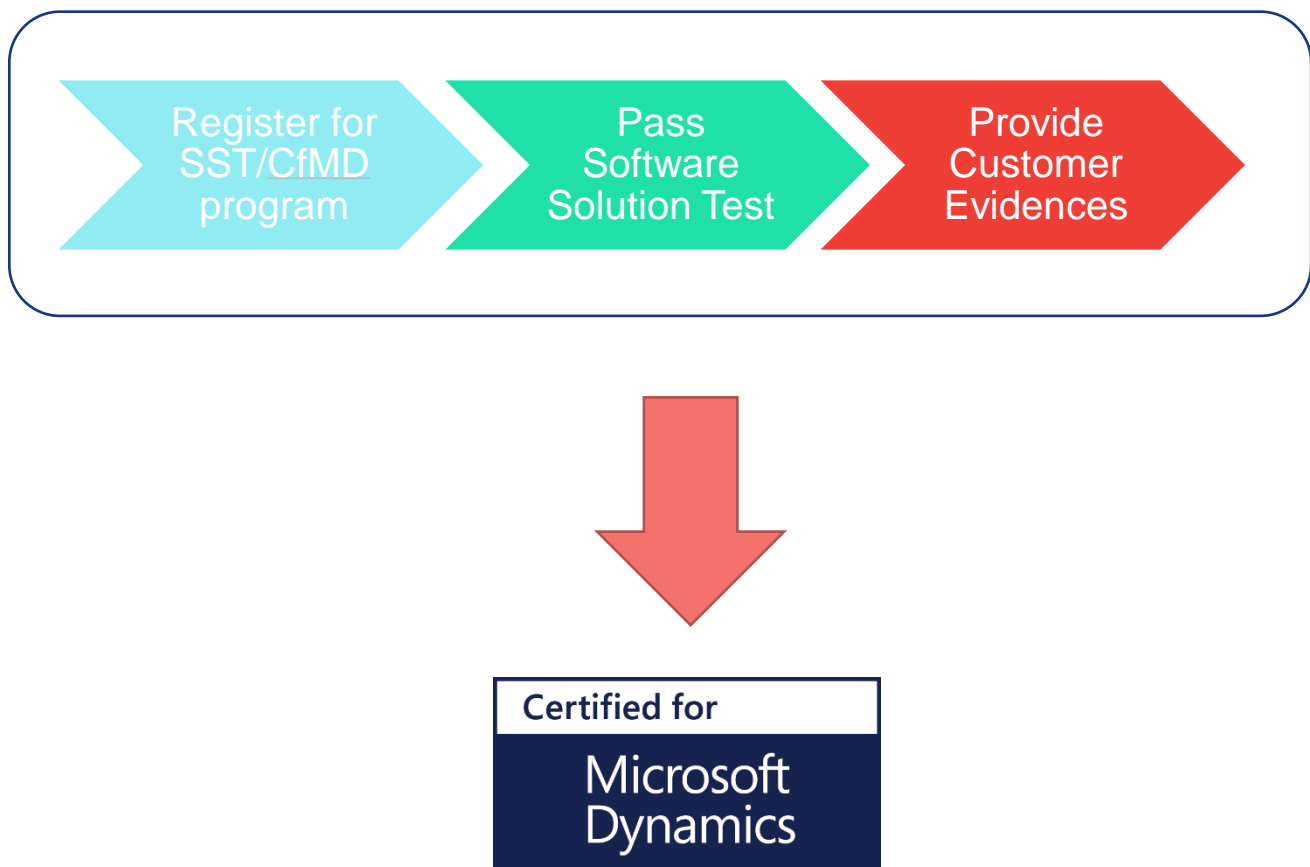 Register for
SST/CfMD
program
Pass
Software
Solution Test
Provide
Customer
Evidences
Certified for
Microsoft
Dynamics